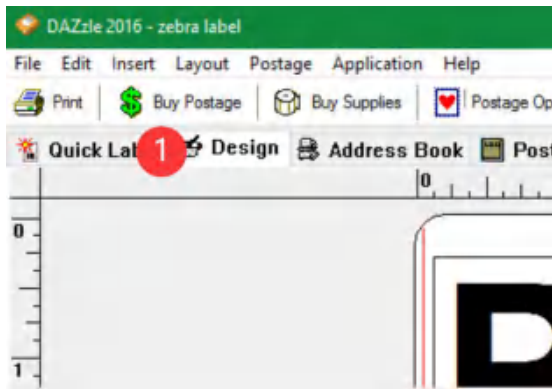 DAZzle 2016 - zebra label
File Edit Insert Layout Postage Application Help
Print Buy Postage Buy Supplies Postage Op
Quick Lab 1 Design Address Book Post
0
0
1